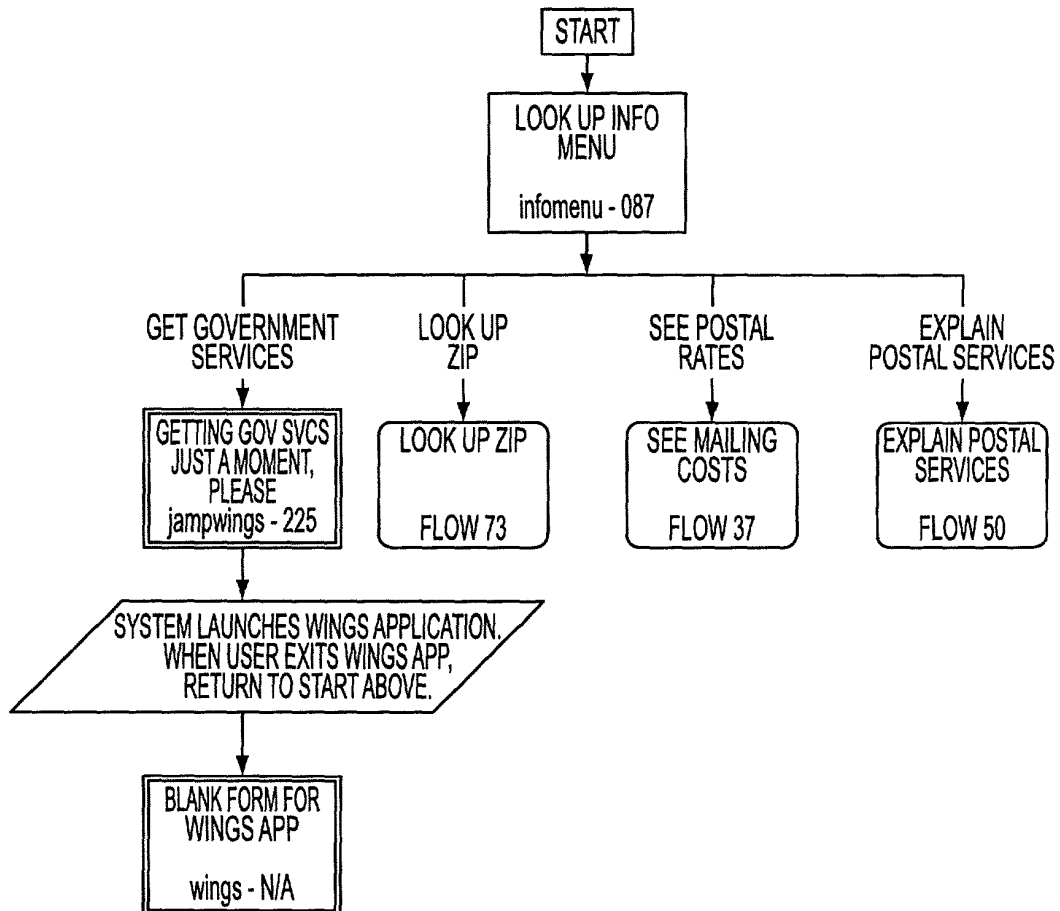 START
LOOK UP INFO
MENU
infomenu - 087
GET GOVERNMENT
SERVICES
LOOK UP
ZIP
SEE POSTAL
RATES
EXPLAIN
POSTAL SERVICES
GETTING GOV SVCS
JUST A MOMENT,
PLEASE
jampwings - 225
LOOK UP ZIP
FLOW 73
SEE MAILING
COSTS
FLOW 37
EXPLAIN POSTAL
SERVICES
FLOW 50
SYSTEM LAUNCHES WINGS APPLICATION.
WHEN USER EXITS WINGS APP,
RETURN TO START ABOVE.
BLANK FORM FOR
WINGS APP
wings - N/A